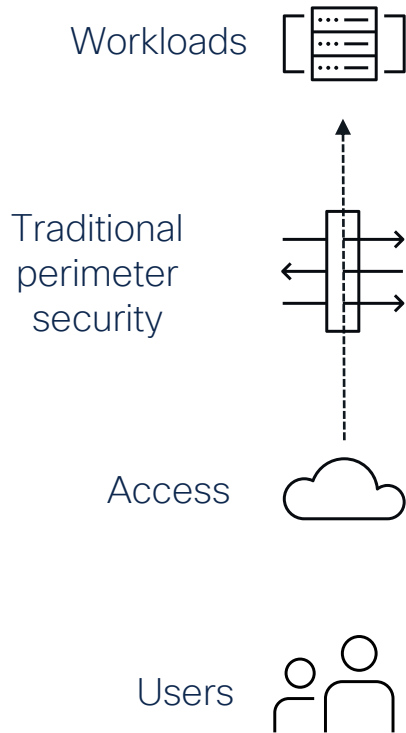 Workloads
Traditional
perimeter
security
Access
Users